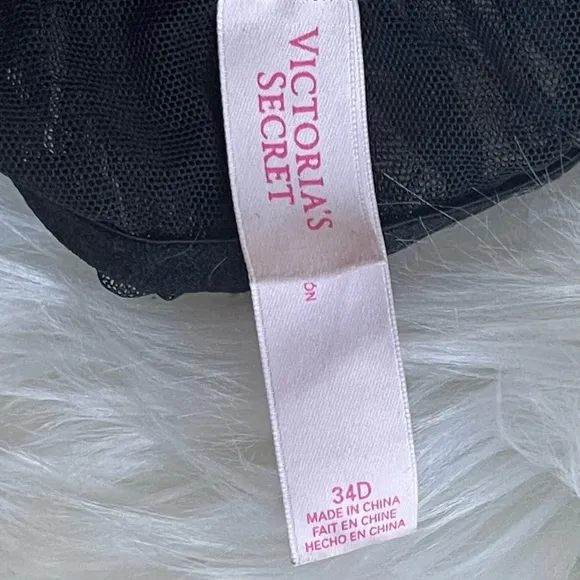 VICTORIA'S
SECRET
34D
MADE IN CHINA
FAIT EN CHINE
HECHO EN CHINA